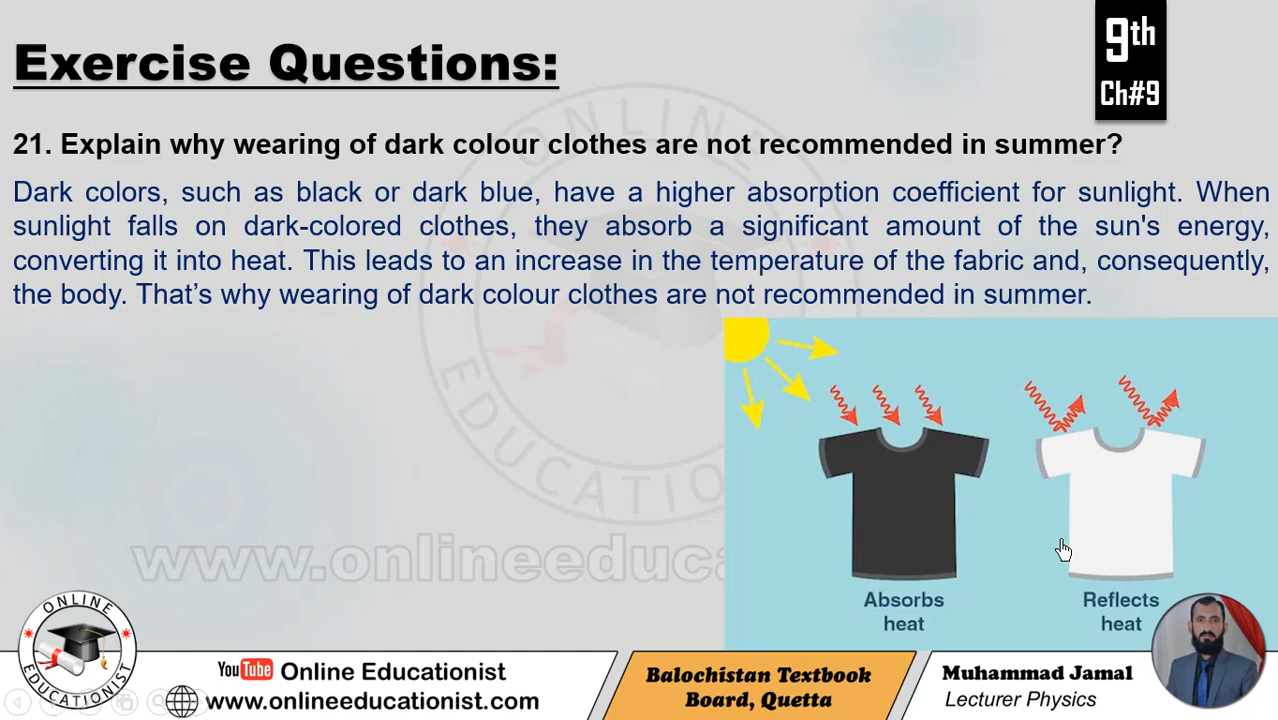 Exercise Questions:
9th
Ch#9
21. Explain why wearing of dark colour clothes are not recommended in summer?
Dark colors, such as black or dark blue, have a higher absorption coefficient for sunlight. When
sunlight falls on dark-colored clothes, they absorb a significant amount of the sun's energy,
converting it into heat. This leads to an increase in the temperature of the fabric and, consequently,
the body. That’s why wearing of dark colour clothes are not recommended in summer.
ONLINE
EDUCATIONIST
www.onlineeduca
Absorbs
heat
Reflects
heat
ONLINE
EDUCATIONIST
YouTube Online Educationist
www.onlineeducationist.com
Balochistan Textbook
Board, Quetta
Muhammad Jamal
Lecturer Physics